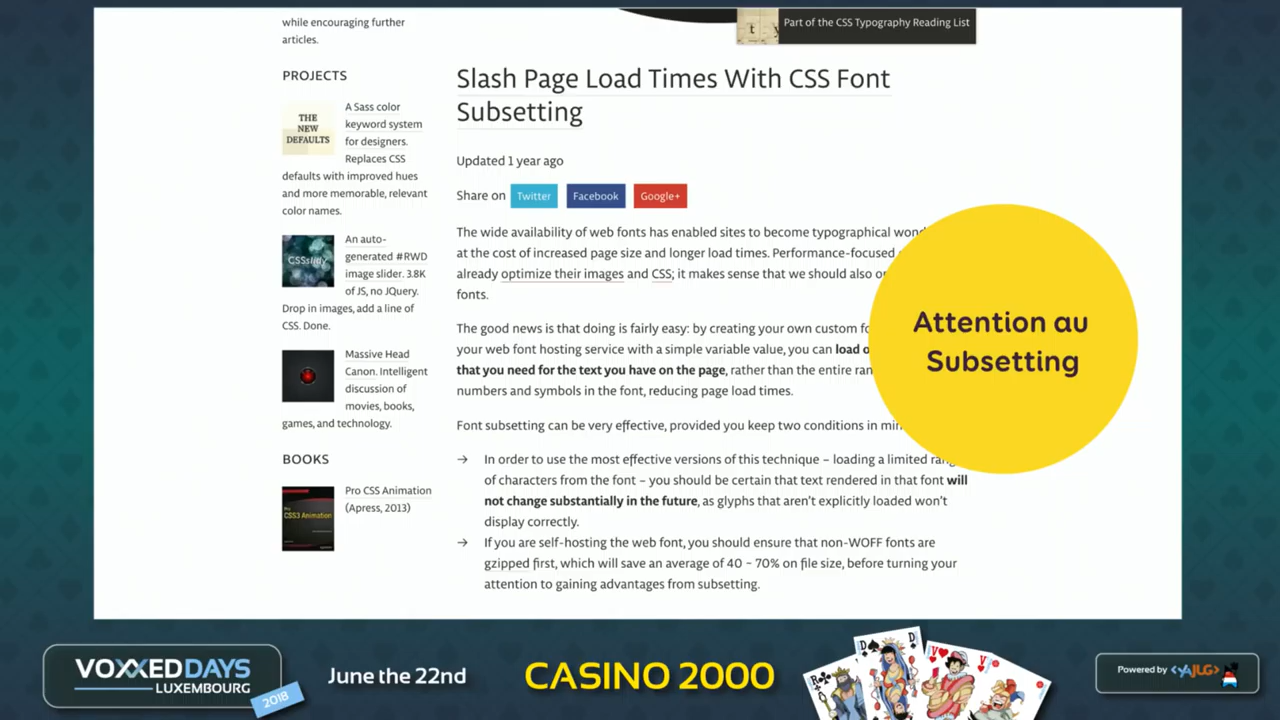 while encouraging further
articles.
PROJECTS
THE
NEW
DEFAULTS
A Sass color
keyword system
for designers.
Replaces CSS
defaults with improved hues
and more memorable, relevant
color names.
CSSslidy
An auto-
generated #RWD
image slider. 3.8K
of JS, no JQuery.
Drop in images, add a line of
CSS. Done.
Massive Head
Canon. Intelligent
discussion of
movies, books,
games, and technology.
BOOKS
Pro
CSS3 Animation
Pro CSS Animation
(Apress, 2013)
t y
Part of the CSS Typography Reading List
Slash Page Load Times With CSS Font
Subsetting
Updated 1 year ago
Share on Twitter Facebook Google+
The wide availability of web fonts has enabled sites to become typographical
at the cost of increased page size and longer load times. Performance-focused
already optimize their images and CSS; it makes sense that we should also
fonts.
The good news is that doing is fairly easy: by creating your own custom
your web font hosting service with a simple variable value, you can load
that you need for the text you have on the page, rather than the entire
numbers and symbols in the font, reducing page load times.
Font subsetting can be very effective, provided you keep two conditions in
→ In order to use the most effective versions of this technique – loading a limited
of characters from the font – you should be certain that text rendered in that font will
not change substantially in the future, as glyphs that aren't explicitly loaded won't
display correctly.
→ If you are self-hosting the web font, you should ensure that non-WOFF fonts are
gzipped first, which will save an average of 40 – 70% on file size, before turning your
attention to gaining advantages from subsetting.
Attention au
Subsetting
VOXXEDDAYS
LUXEMBOURG
2018
June the 22nd
CASINO 2000
D
D
V
Powered by <YAJUG>